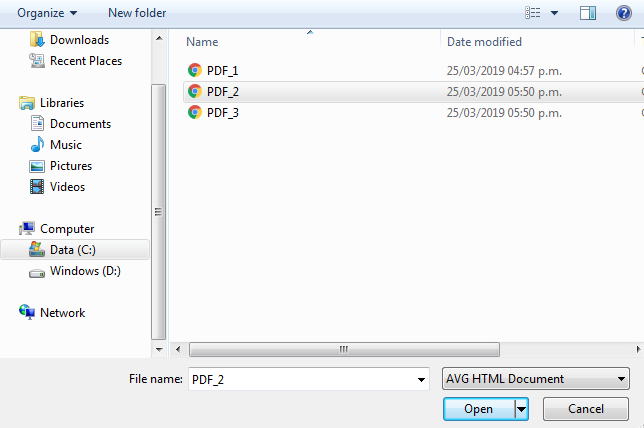 Organize New folder
Downloads
Recent Places
Libraries
Documents
Music
Pictures
Videos
Computer
Data (C:)
Windows (D:)
Network
Name Date modified
PDF_1 25/03/2019 04:57 p.m.
PDF_2 25/03/2019 05:50 p.m.
PDF_3 25/03/2019 05:50 p.m.
File name: PDF_2 AVG HTML Document
Open Cancel